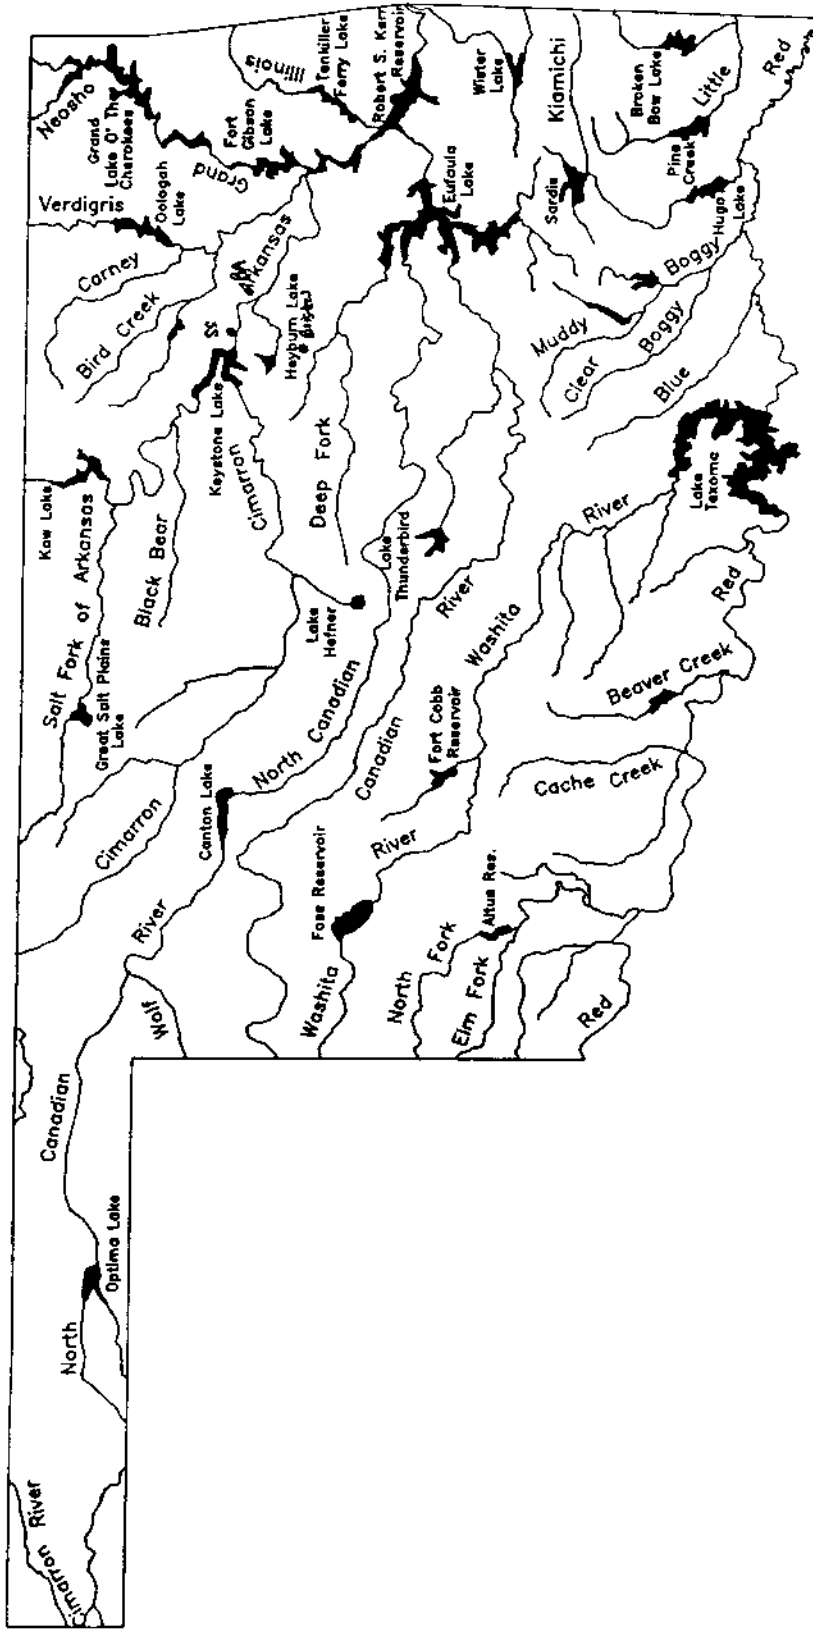 Cimarron River
North
Canadian
River
Optima Lake
Wolf
Cimarron
Salt Fork of Arkansas
Great Salt Plains
Lake
Kaw Lake
Black Bear
Bird Creek
Carney
Verdigris
Oologah
Lake
Neosho
Grand
Lake O' The
Cherokees
Grand
Fort
Gibson
Lake
Illinois
Tenkiller
Ferry Lake
Robert S. Kerr
Reservoir
Arkansas
Keystone Lake
Heyburn Lake
Cimarron
Canton Lake
North Canadian
Lake
Hefner
Deep Fork
Lake
Thunderbird
Eufaula
Lake
Canadian
River
Washita
Foss Reservoir
River
Fort Cobb
Reservoir
Washita
River
North Fork
Altus Res.
Elm Fork
Red
Cache Creek
Beaver Creek
Red
Lake
Texoma
Blue
Clear
Boggy
Muddy
Boggy
Wister
Lake
Sardis
Kiamichi
Hugo
Lake
Pine
Creek
Broken
Bow Lake
Little
Red